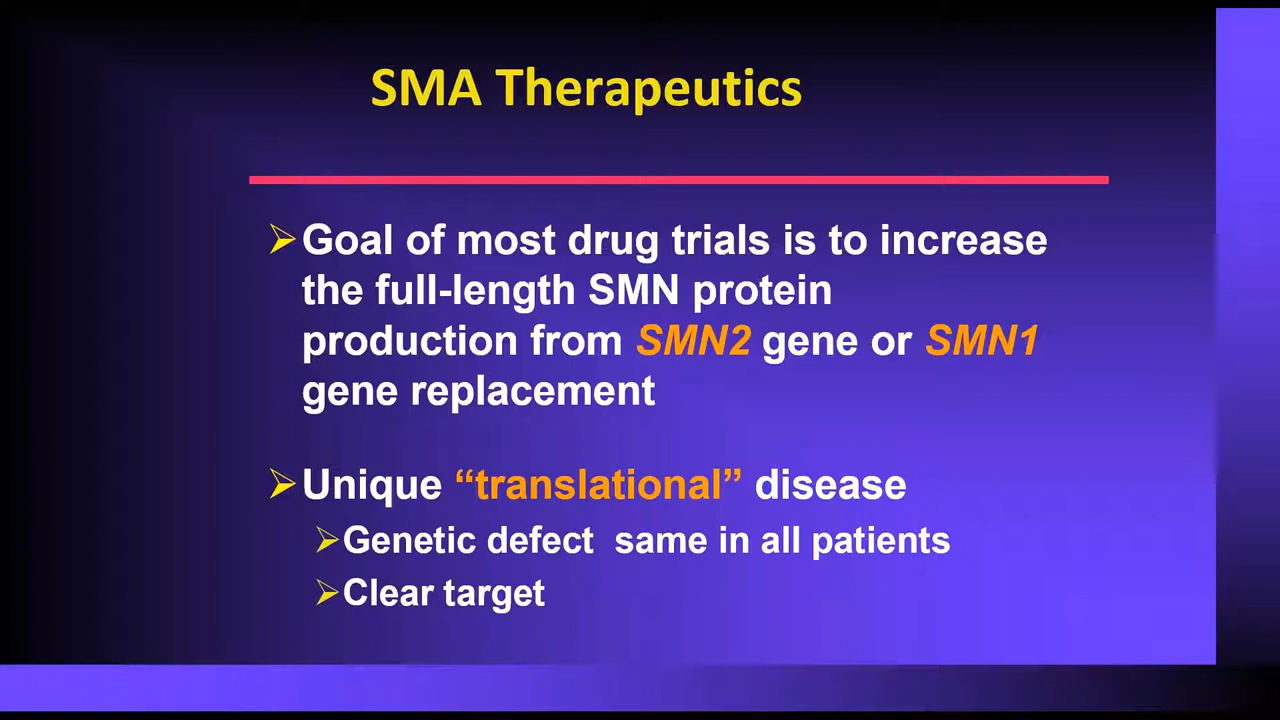 SMA Therapeutics
Goal of most drug trials is to increase
the full-length SMN protein
production from SMN2 gene or SMN1
gene replacement
Unique “translational” disease
Genetic defect  same in all patients
Clear target